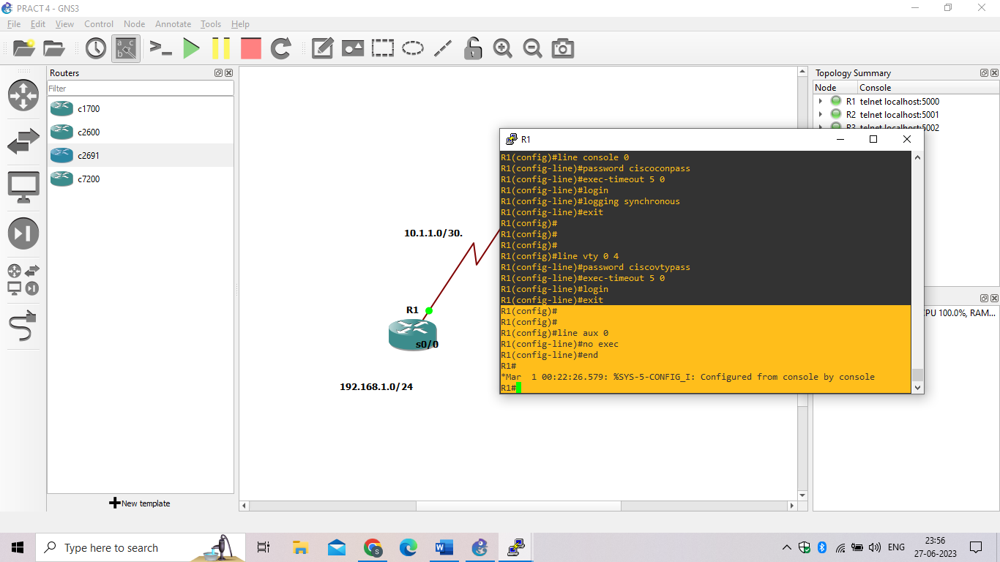 PRACT 4 - GNS3
File Edit View Control Node Annotate Tools Help
Routers
Filter
c1700
c2600
c2691
c7200
New template
10.1.1.0/30.
R1
s0/0
192.168.1.0/24
Topology Summary
Node Console
R1 telnet localhost:5000
R2 telnet localhost:5001
R3 telnet localhost:5002
CPU 100.0%, RAM...
R1
R1(config)#line console 0
R1(config-line)#password ciscoconpass
R1(config-line)#exec-timeout 5 0
R1(config-line)#login
R1(config-line)#logging synchronous
R1(config-line)#exit
R1(config)#
R1(config)#
R1(config)#
R1(config)#line vty 0 4
R1(config-line)#password ciscovtypass
R1(config-line)#exec-timeout 5 0
R1(config-line)#login
R1(config-line)#exit
R1(config)#
R1(config)#
R1(config)#line aux 0
R1(config-line)#no exec
R1(config-line)#end
R1#
*Mar  1 00:22:26.579: %SYS-5-CONFIG_I: Configured from console by console
R1#
Type here to search
ENG
23:56
27-06-2023